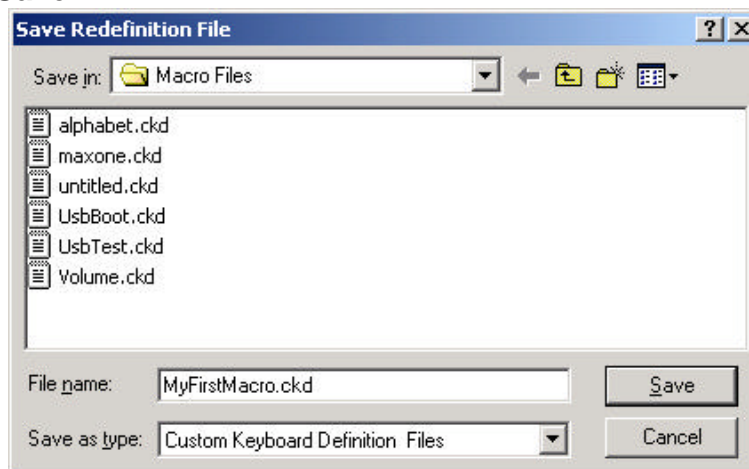 Save Redefinition File
Save in: Macro Files
alphabet.ckd
maxone.ckd
untitled.ckd
UsbBoot.ckd
UsbTest.ckd
Volume.ckd
File name: MyFirstMacro.ckd Save
Save as type: Custom Keyboard Definition Files Cancel